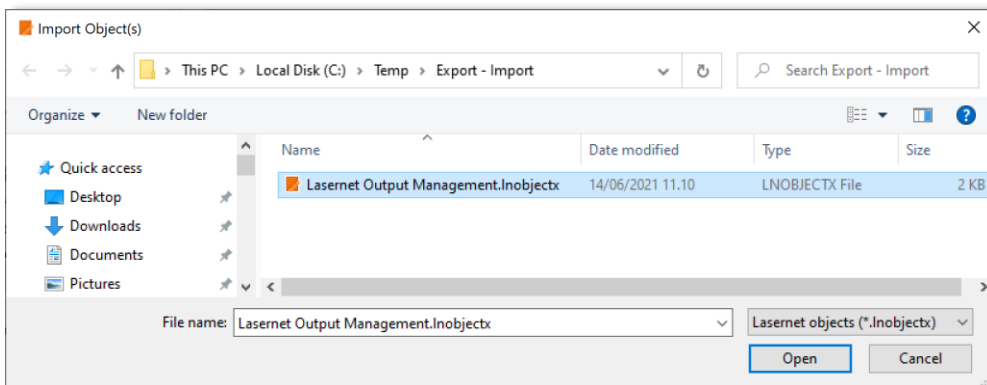 Import Object(s)
This PC > Local Disk (C:) > Temp > Export - Import
Search Export - Import
Organize
New folder
Name Date modified Type Size
Quick access
Lasernet Output Management.lnobjectx 14/06/2021 11.10 LNOBJECTX File 2 KB
Desktop
Downloads
Documents
Pictures
File name: Lasernet Output Management.lnobjectx
Lasernet objects (*.lnobjectx)
Open Cancel